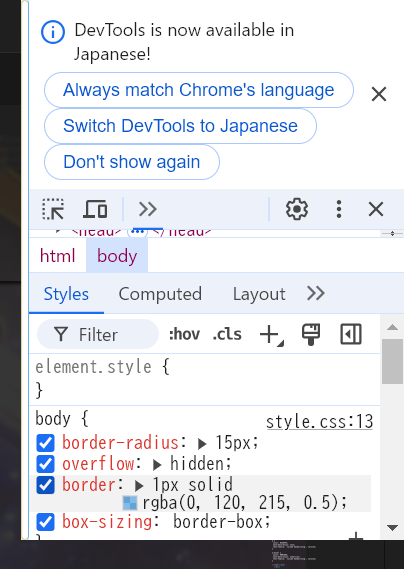 DevTools is now available in
Japanese!
Always match Chrome's language
Switch DevTools to Japanese
Don't show again
<head> ... </head>
html body
Styles Computed Layout
Filter :hov .cls
element.style {
}
body { style.css:13
border-radius: 15px;
overflow: hidden;
border: 1px solid
rgba(0, 120, 215, 0.5);
box-sizing: border-box;